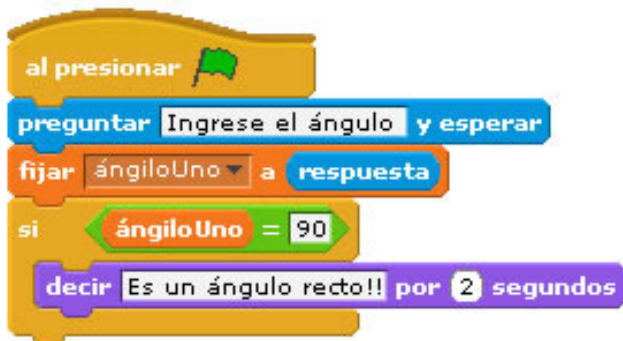 al presionar
preguntar Ingrese el ángulo y esperar
fijar ángiloUno a respuesta
si ángiloUno = 90
decir Es un ángulo recto!! por 2 segundos